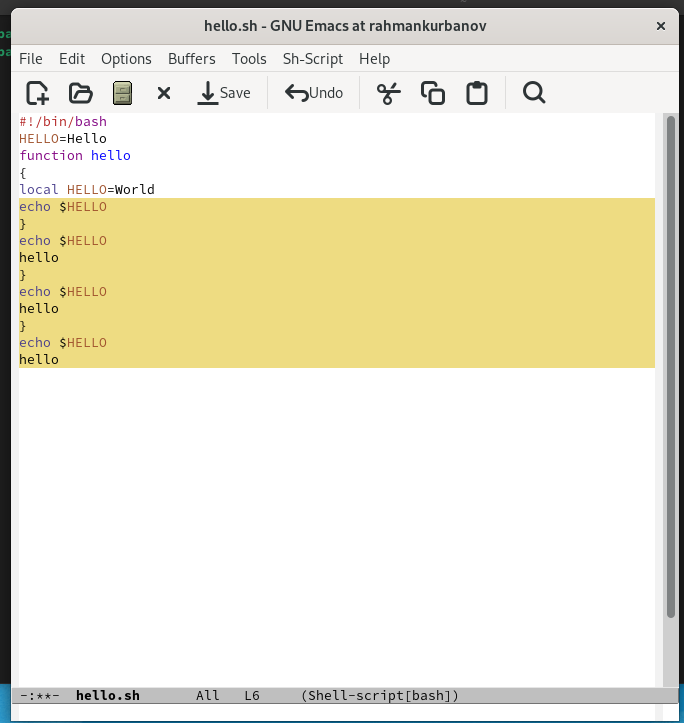 hello.sh - GNU Emacs at rahmankurbanov ×
File Edit Options Buffers Tools Sh-Script Help
Save Undo
#!/bin/bash
HELLO=Hello
function hello
{
local HELLO=World
echo $HELLO
}
echo $HELLO
hello
}
echo $HELLO
hello
}
echo $HELLO
hello
-:**- hello.sh All L6 (Shell-script[bash])